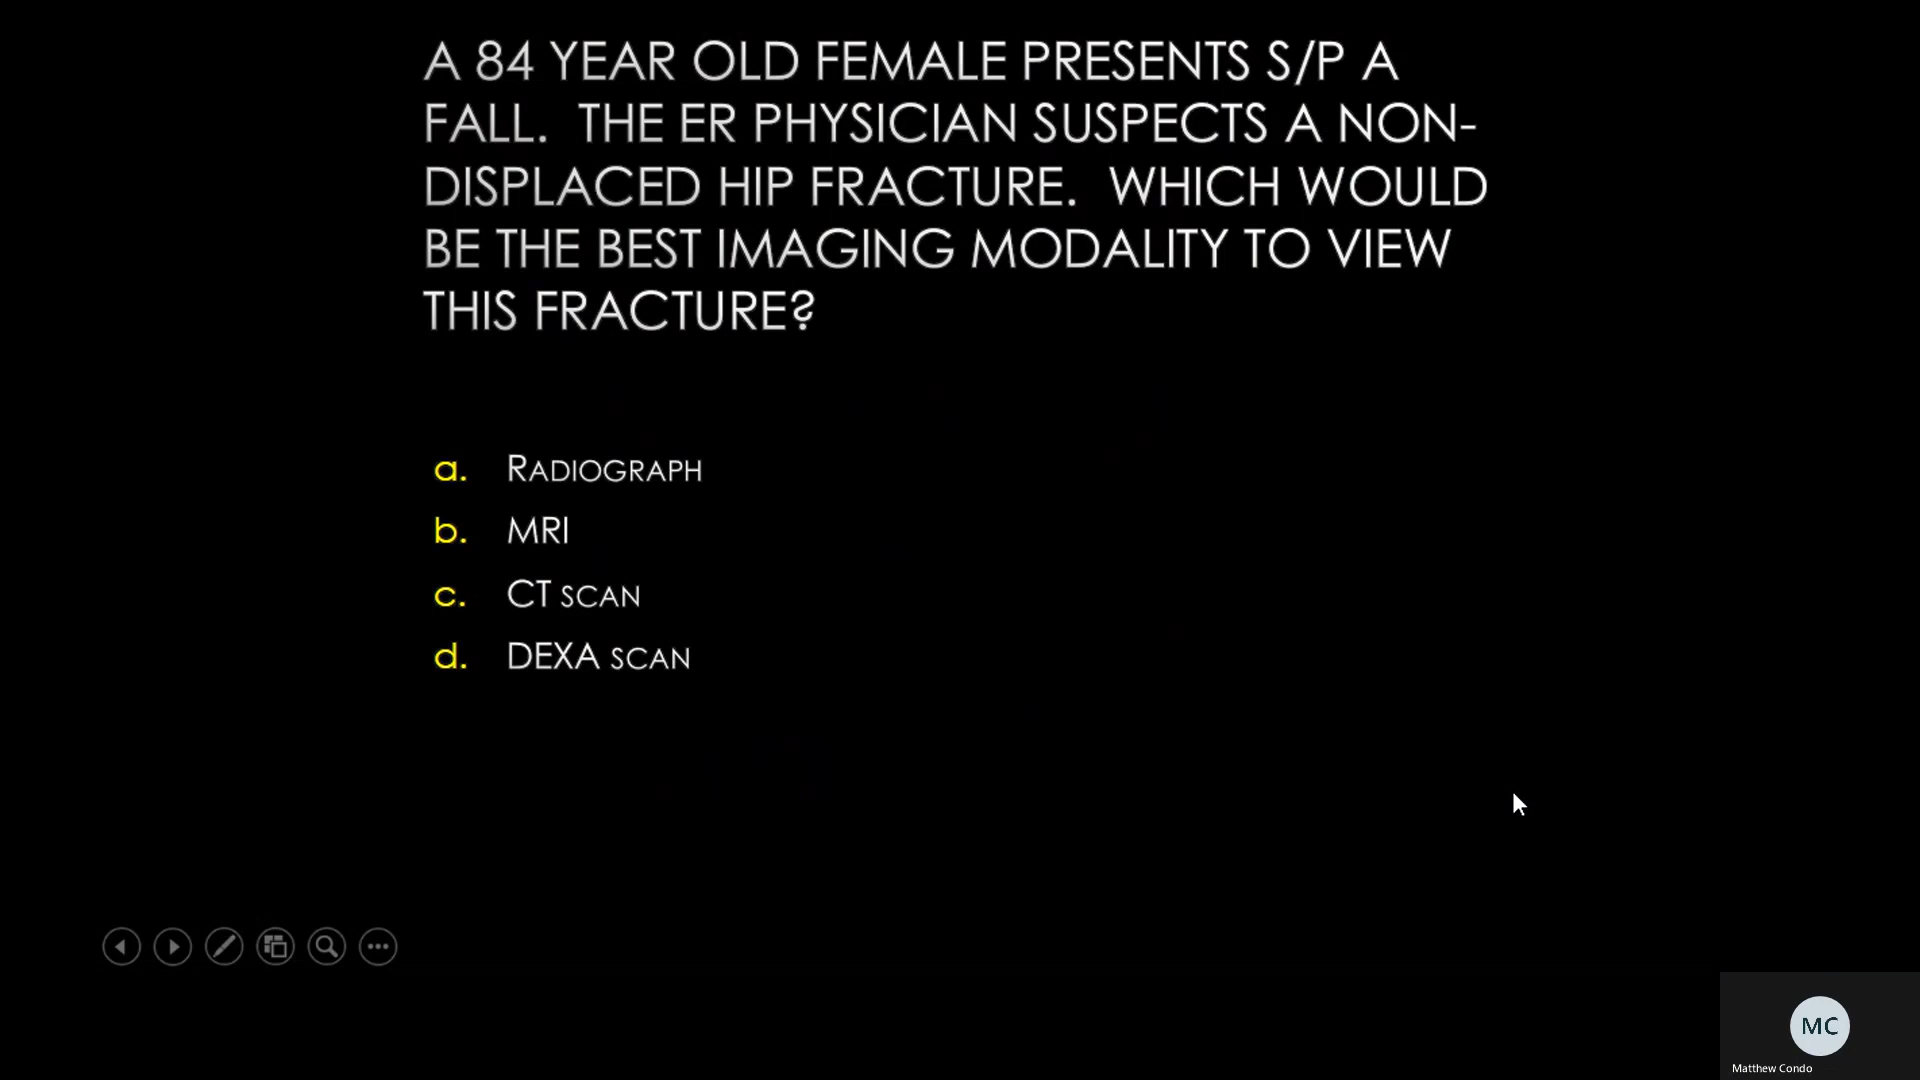 A 84 YEAR OLD FEMALE PRESENTS S/P A
FALL. THE ER PHYSICIAN SUSPECTS A NON-
DISPLACED HIP FRACTURE. WHICH WOULD
BE THE BEST IMAGING MODALITY TO VIEW
THIS FRACTURE?
a. RADIOGRAPH
b. MRI
c. CT SCAN
d. DEXA SCAN
MC
Matthew Condo